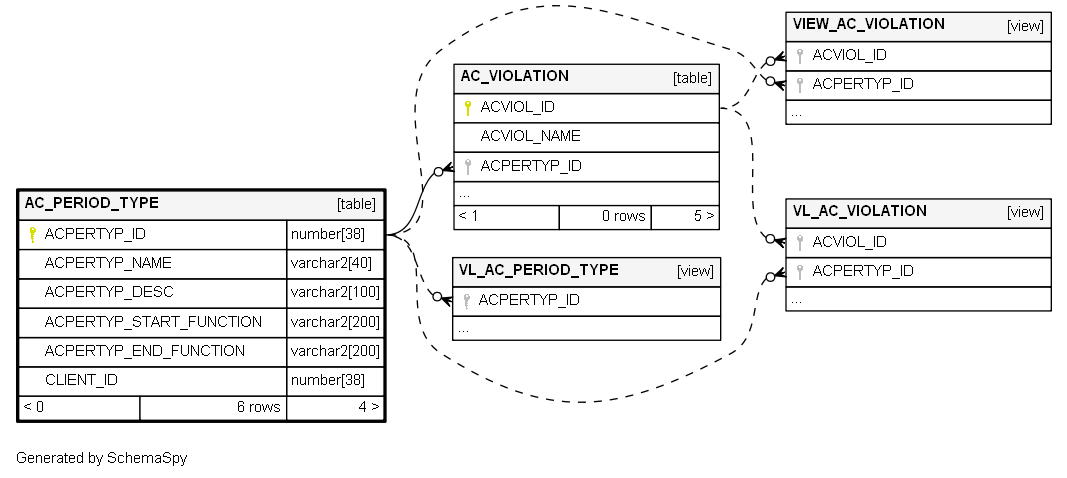 VIEW_AC_VIOLATION [view]
ACVIOL_ID
ACPERTYP_ID
...
AC_VIOLATION [table]
ACVIOL_ID
ACVIOL_NAME
ACPERTYP_ID
...
< 1 0 rows 5 >
AC_PERIOD_TYPE [table]
ACPERTYP_ID number[38]
ACPERTYP_NAME varchar2[40]
ACPERTYP_DESC varchar2[100]
ACPERTYP_START_FUNCTION varchar2[200]
ACPERTYP_END_FUNCTION varchar2[200]
CLIENT_ID number[38]
< 0 6 rows 4 >
VL_AC_VIOLATION [view]
ACVIOL_ID
ACPERTYP_ID
...
VL_AC_PERIOD_TYPE [view]
ACPERTYP_ID
...
Generated by SchemaSpy